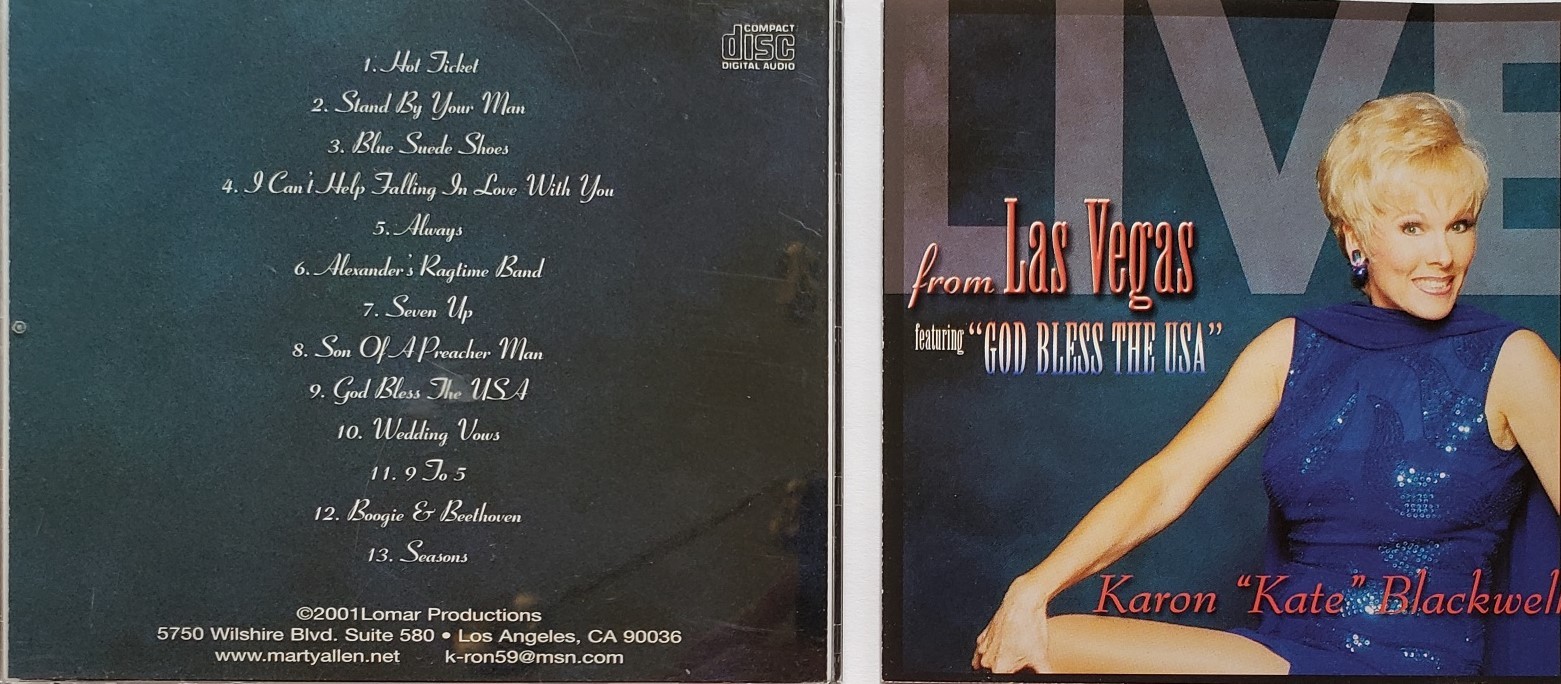 COMPACT
disc
DIGITAL AUDIO
1. Hot Ticket
2. Stand By Your Man
3. Blue Suede Shoes
4. I Can't Help Falling In Love With You
5. Always
6. Alexander's Ragtime Band
7. Seven Up
8. Son Of A Preacher Man
9. God Bless The USA
10. Wedding Vows
11. 9 To 5
12. Boogie & Beethoven
13. Seasons
©2001Lomar Productions
5750 Wilshire Blvd. Suite 580 • Los Angeles, CA 90036
www.martyallen.net k-ron59@msn.com
LIVE
from Las Vegas
featuring "GOD BLESS THE USA"
Karon "Kate" Blackwell